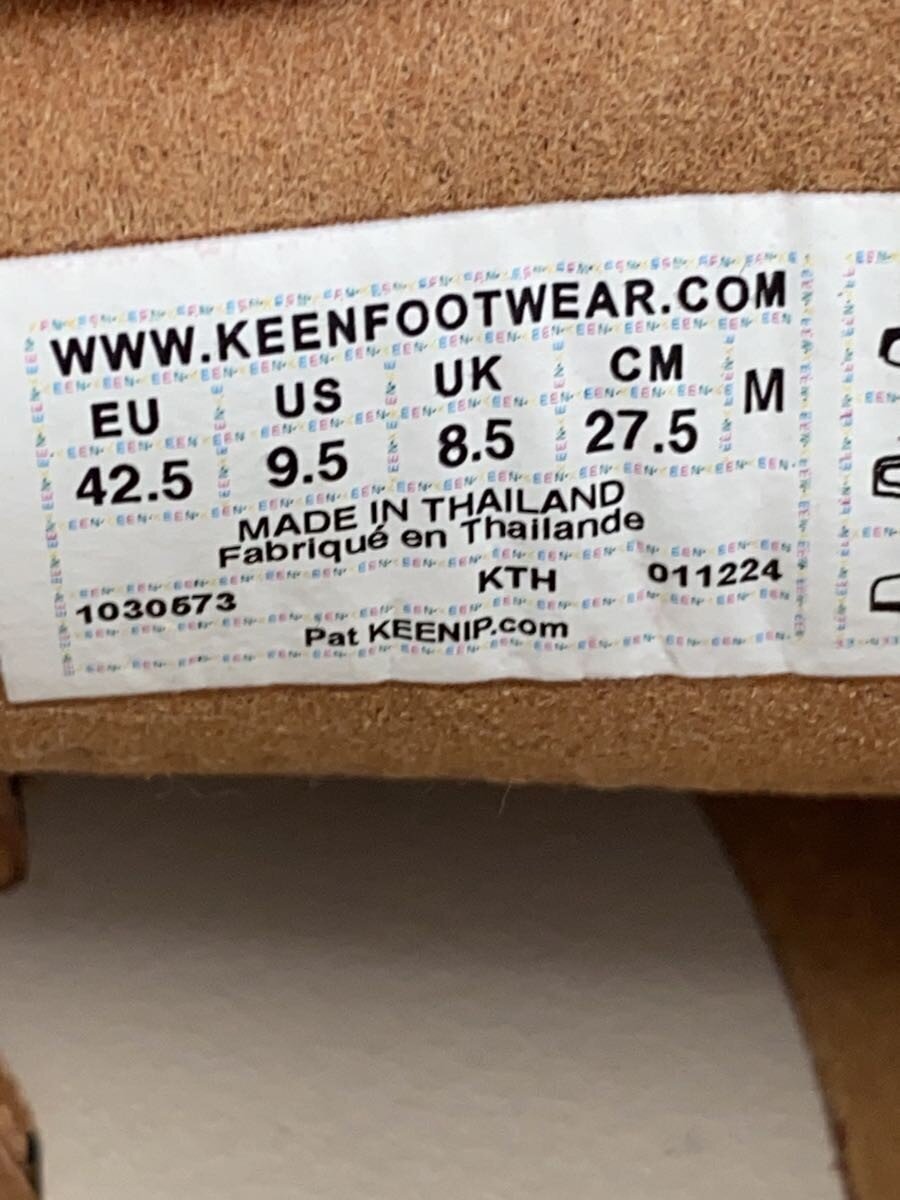 WWW.KEENFOOTWEAR.COM
EU US UK CM M
42.5 9.5 8.5 27.5
MADE IN THAILAND
Fabriqué en Thaïlande
1030573 KTH 011224
Pat KEENIP.com